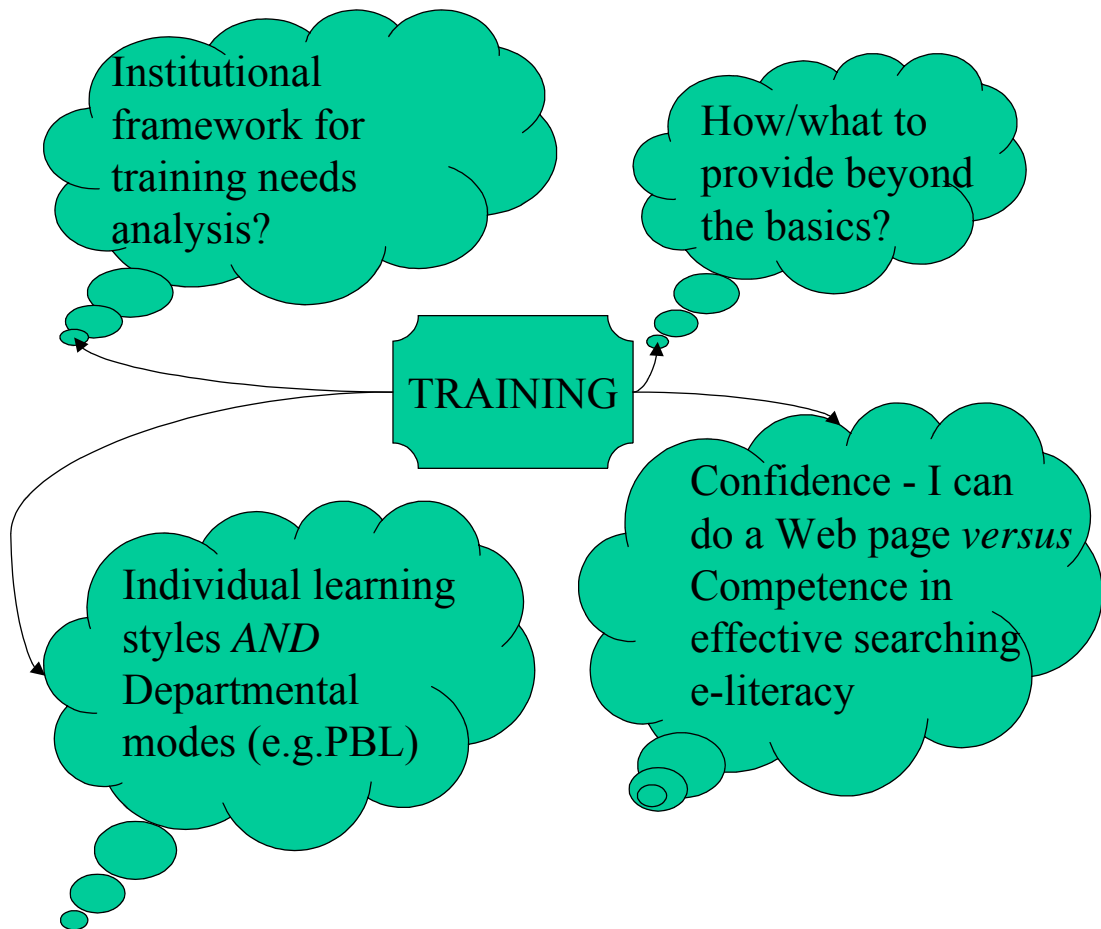 Institutional
framework for
training needs
analysis?
How/what to
provide beyond
the basics?
TRAINING
Confidence - I can
do a Web page versus
Competence in
effective searching
e-literacy
Individual learning
styles AND
Departmental
modes (e.g.PBL)